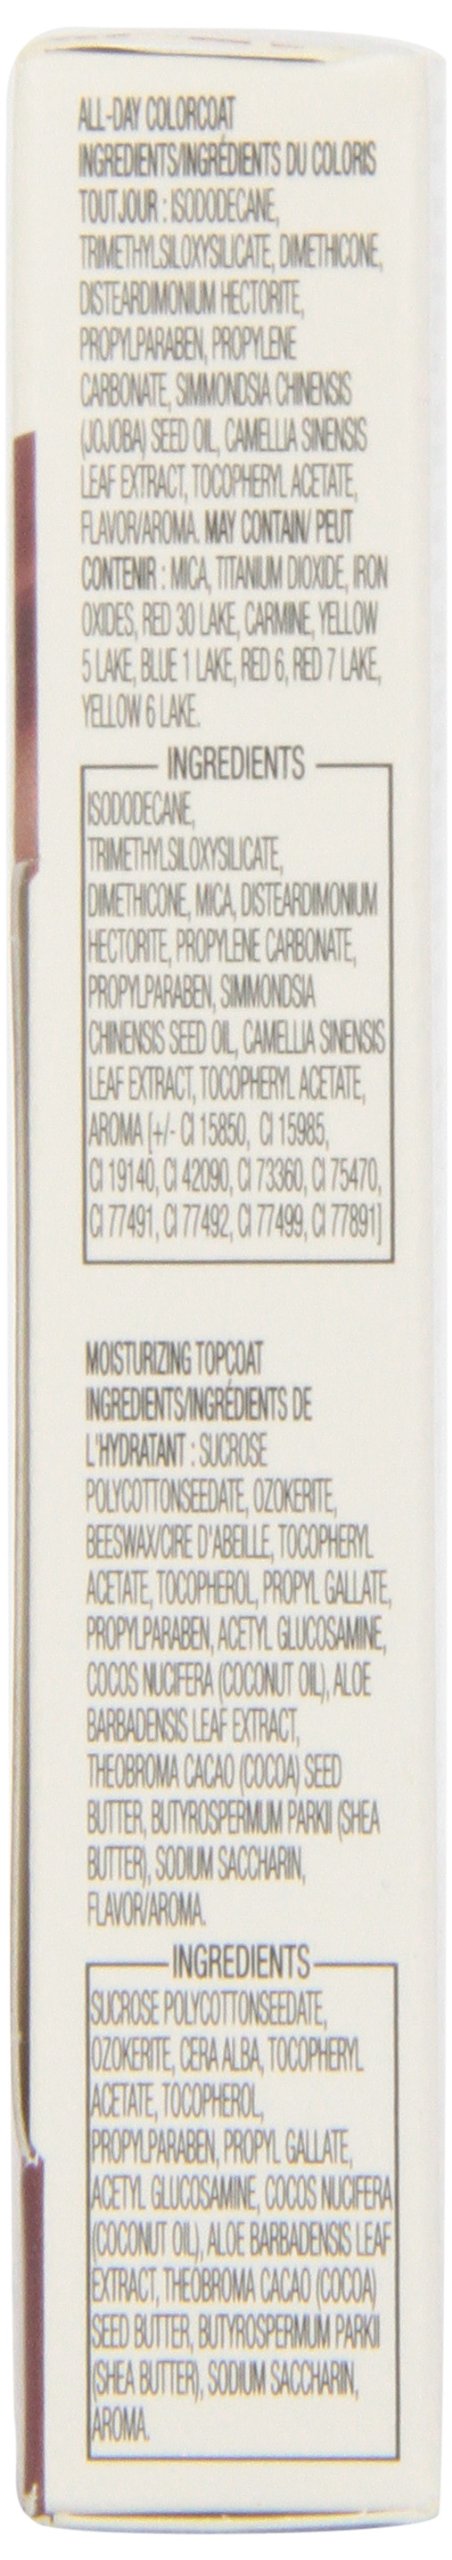 ALL-DAY COLORCOAT
INGREDIENTS/INGRÉDIENTS DU COLORIS
TOUT JOUR : ISODODECANE,
TRIMETHYLSILOXYSILICATE, DIMETHICONE,
DISTEARDIMONIUM HECTORITE,
PROPYLPARABEN, PROPYLENE
CARBONATE, SIMMONDSIA CHINENSIS
(JOJOBA) SEED OIL, CAMELLIA SINENSIS
LEAF EXTRACT, TOCOPHERYL ACETATE,
FLAVOR/AROMA. MAY CONTAIN/ PEUT
CONTENIR : MICA, TITANIUM DIOXIDE, IRON
OXIDES, RED 30 LAKE, CARMINE, YELLOW
5 LAKE, BLUE 1 LAKE, RED 6, RED 7 LAKE,
YELLOW 6 LAKE.
INGREDIENTS
ISODODECANE,
TRIMETHYLSILOXYSILICATE,
DIMETHICONE, MICA, DISTEARDIMONIUM
HECTORITE, PROPYLENE CARBONATE,
PROPYLPARABEN, SIMMONDSIA
CHINENSIS SEED OIL, CAMELLIA SINENSIS
LEAF EXTRACT, TOCOPHERYL ACETATE,
AROMA [+/- CI 15850, CI 15985,
CI 19140, CI 42090, CI 73360, CI 75470,
CI 77491, CI 77492, CI 77499, CI 77891]
MOISTURIZING TOPCOAT
INGREDIENTS/INGRÉDIENTS DE
L'HYDRATANT : SUCROSE
POLYCOTTONSEEDATE, OZOKERITE,
BEESWAX/CIRE D'ABEILLE, TOCOPHERYL
ACETATE, TOCOPHEROL, PROPYL GALLATE,
PROPYLPARABEN, ACETYL GLUCOSAMINE,
COCOS NUCIFERA (COCONUT OIL), ALOE
BARBADENSIS LEAF EXTRACT,
THEOBROMA CACAO (COCOA) SEED
BUTTER, BUTYROSPERMUM PARKII (SHEA
BUTTER), SODIUM SACCHARIN,
FLAVOR/AROMA.
INGREDIENTS
SUCROSE POLYCOTTONSEEDATE,
OZOKERITE, CERA ALBA, TOCOPHERYL
ACETATE, TOCOPHEROL,
PROPYLPARABEN, PROPYL GALLATE,
ACETYL GLUCOSAMINE, COCOS NUCIFERA
(COCONUT OIL), ALOE BARBADENSIS LEAF
EXTRACT, THEOBROMA CACAO (COCOA)
SEED BUTTER, BUTYROSPERMUM PARKII
(SHEA BUTTER), SODIUM SACCHARIN,
AROMA.